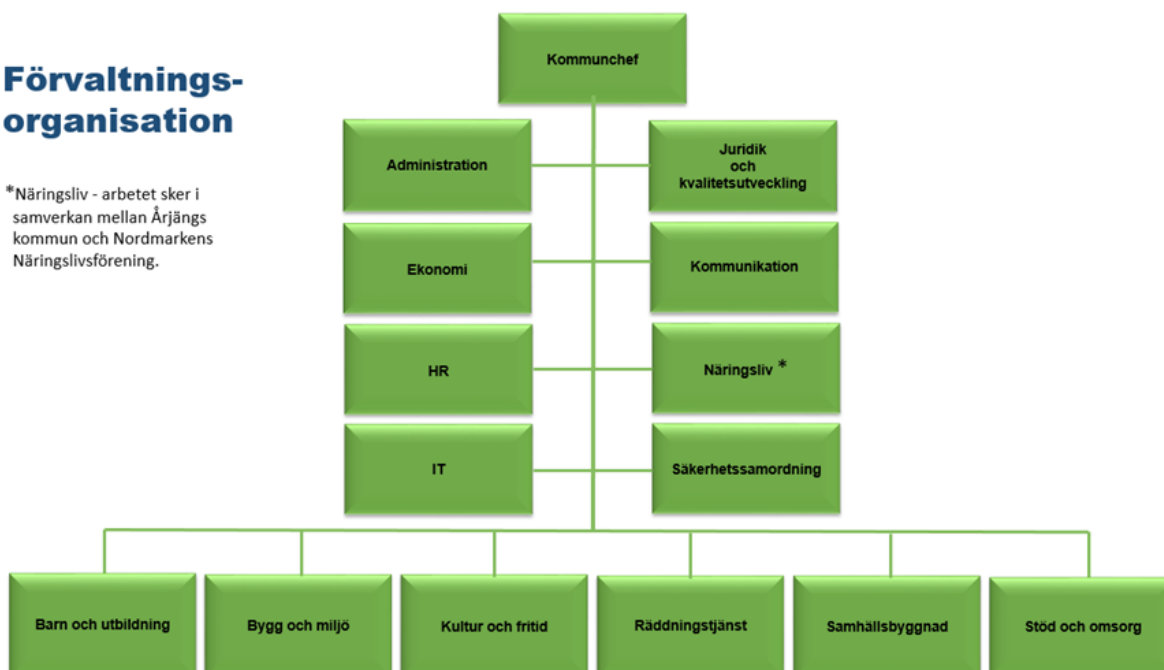 Förvaltnings-
organisation
*Näringsliv - arbetet sker i
samverkan mellan Årjängs
kommun och Nordmarkens
Näringslivsförening.
Kommunchef
Administration
Juridik
och
kvalitetsutveckling
Ekonomi
Kommunikation
HR
Näringsliv *
IT
Säkerhetssamordning
Barn och utbildning
Bygg och miljö
Kultur och fritid
Räddningstjänst
Samhällsbyggnad
Stöd och omsorg